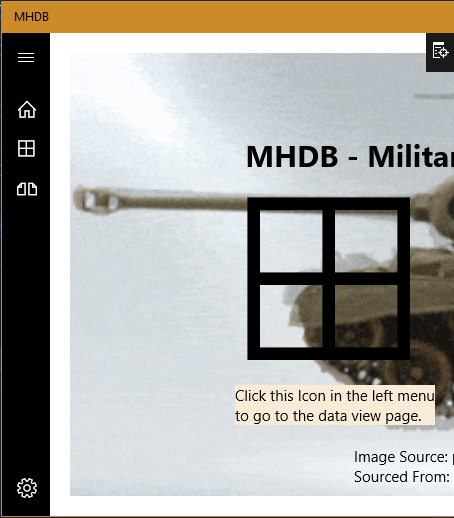 MHDB
MHDB - Milita
Click this Icon in the left menu
to go to the data view page.
Image Source:
Sourced From: